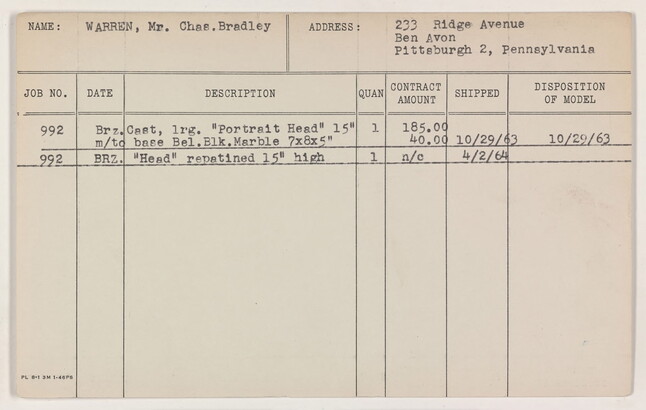 NAME: WARREN, Mr. Chas.Bradley ADDRESS: 233 Ridge Avenue
Ben Avon
Pittsburgh 2, Pennsylvania
JOB NO. DATE DESCRIPTION QUAN CONTRACT AMOUNT SHIPPED DISPOSITION OF MODEL
992 Brz.Cast, lrg. "Portrait Head" 15" 1 185.00
m/to base Bel.Blk.Marble 7x8x5" 40.00 10/29/63 10/29/63
992 BRZ. "Head" repatined 15" high 1 n/c 4/2/64